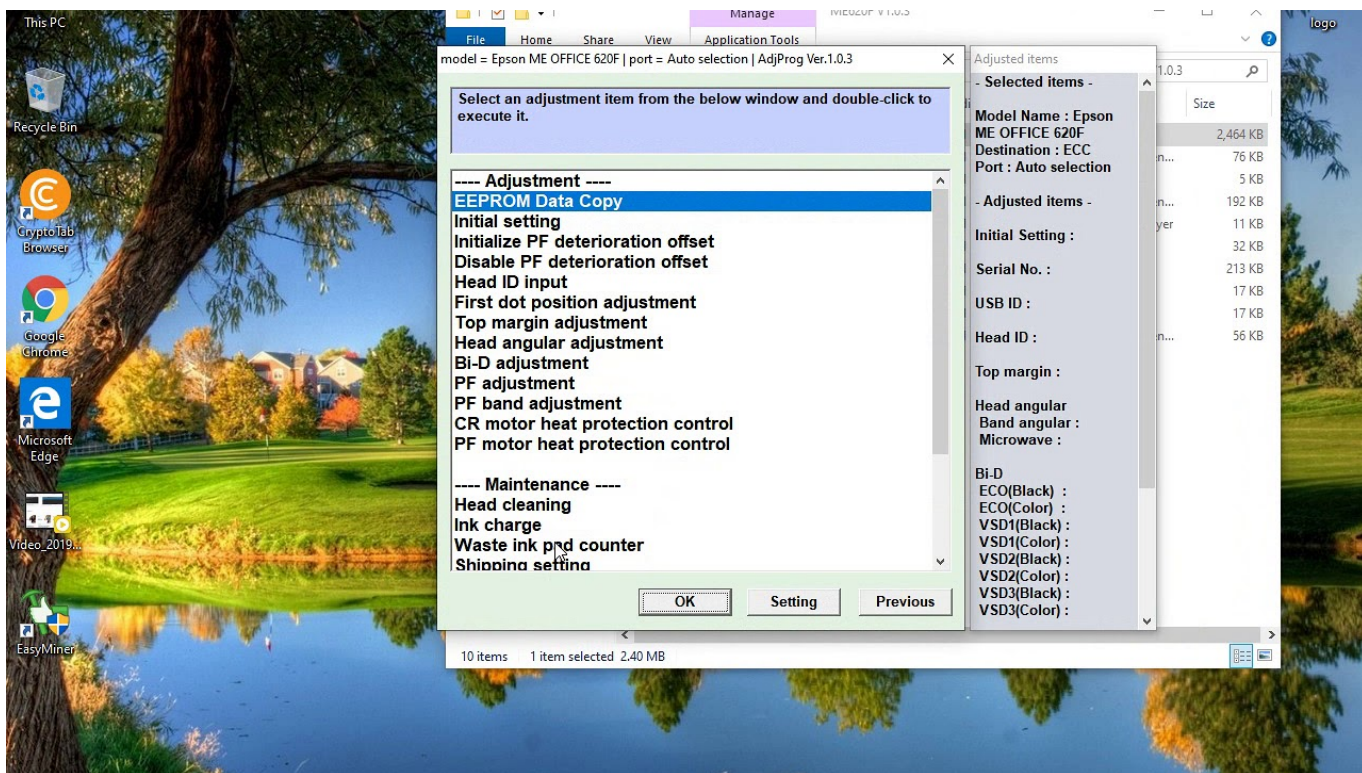 This PC
Recycle Bin
CryptoTab
Browser
Google
Chrome
Microsoft
Edge
Video_2019...
EasyMiner
logo
Manage
ME620F V1.0.3
File
Home
Share
View
Application Tools
1.0.3
Size
2,464 KB
n... 76 KB
5 KB
n... 192 KB
yer 11 KB
32 KB
213 KB
17 KB
17 KB
n... 56 KB
10 items 1 item selected 2.40 MB
model = Epson ME OFFICE 620F | port = Auto selection | AdjProg Ver.1.0.3
Select an adjustment item from the below window and double-click to
execute it.
---- Adjustment ----
EEPROM Data Copy
Initial setting
Initialize PF deterioration offset
Disable PF deterioration offset
Head ID input
First dot position adjustment
Top margin adjustment
Head angular adjustment
Bi-D adjustment
PF adjustment
PF band adjustment
CR motor heat protection control
PF motor heat protection control
---- Maintenance ----
Head cleaning
Ink charge
Waste ink pad counter
Shipping setting
OK
Setting
Previous
Adjusted items
- Selected items -
Model Name : Epson
ME OFFICE 620F
Destination : ECC
Port : Auto selection
- Adjusted items -
Initial Setting :
Serial No. :
USB ID :
Head ID :
Top margin :
Head angular
Band angular :
Microwave :
Bi-D
ECO(Black) :
ECO(Color) :
VSD1(Black) :
VSD1(Color) :
VSD2(Black) :
VSD2(Color) :
VSD3(Black) :
VSD3(Color) :